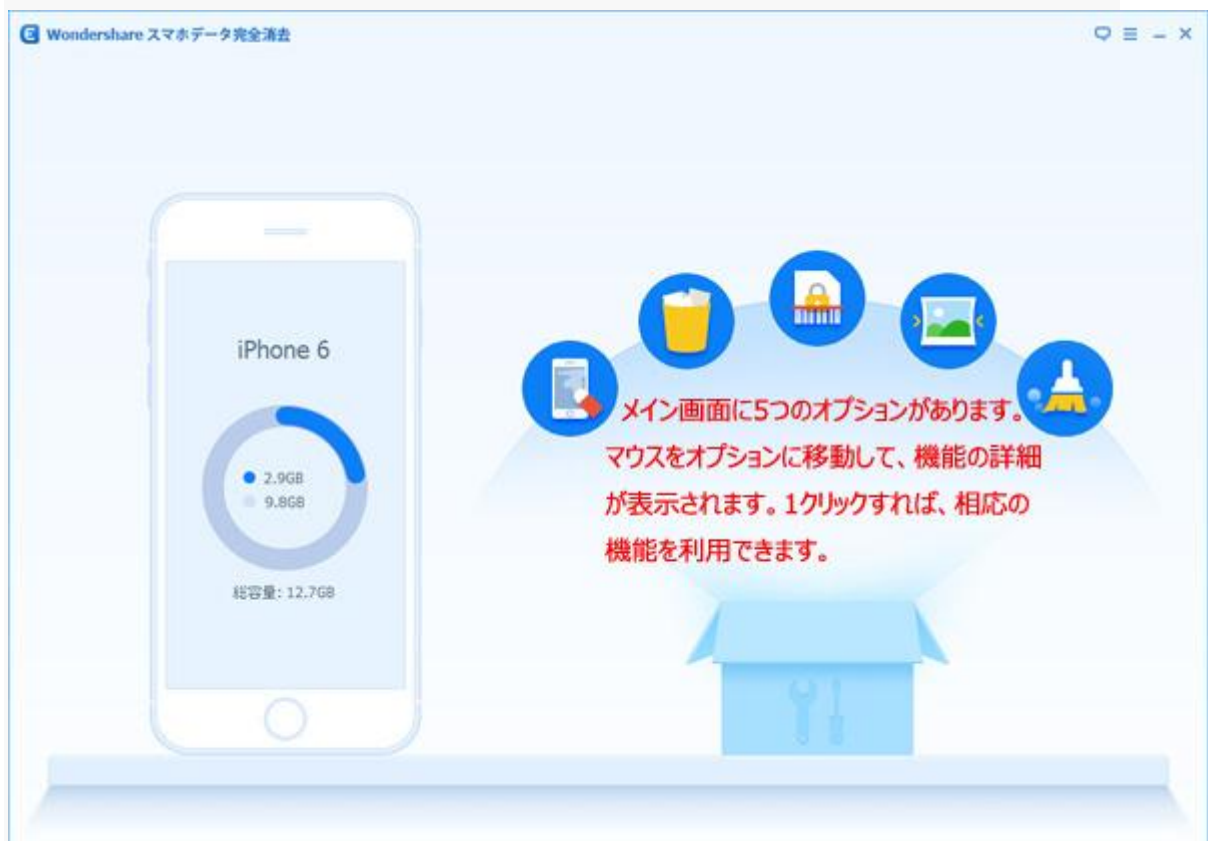 Wondershare スマホデータ完全消去
iPhone 6
2.9GB
9.8GB
総容量: 12.7GB
メイン画面に5つのオプションがあります。
マウスをオプションに移動して、機能の詳細
が表示されます。1クリックすれば、相応の
機能を利用できます。